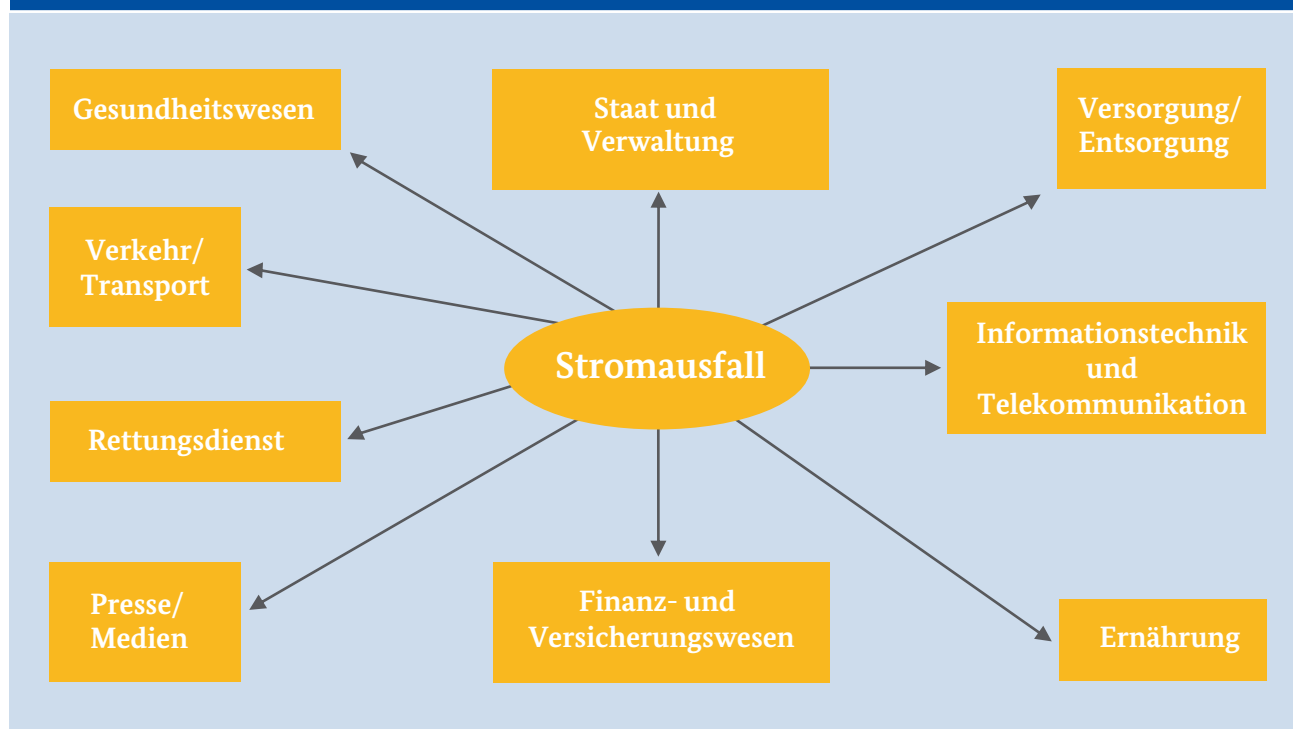 Gesundheitswesen
Staat und
Verwaltung
Versorgung/
Entsorgung
Verkehr/
Transport
Stromausfall
Informationstechnik
und
Telekommunikation
Rettungsdienst
Presse/
Medien
Finanz- und
Versicherungswesen
Ernährung